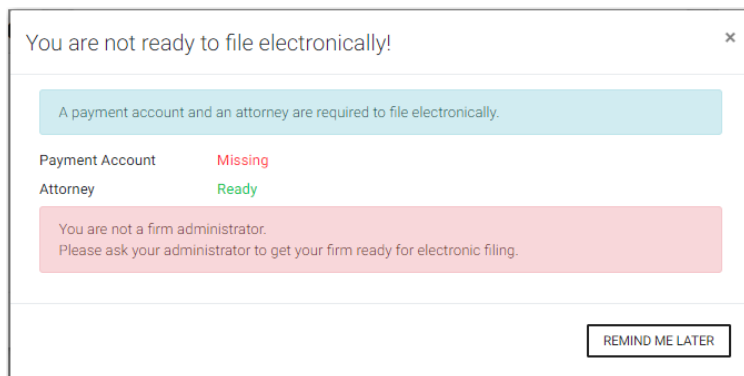 You are not ready to file electronically!
×
A payment account and an attorney are required to file electronically.
Payment Account Missing
Attorney Ready
You are not a firm administrator.
Please ask your administrator to get your firm ready for electronic filing.
REMIND ME LATER